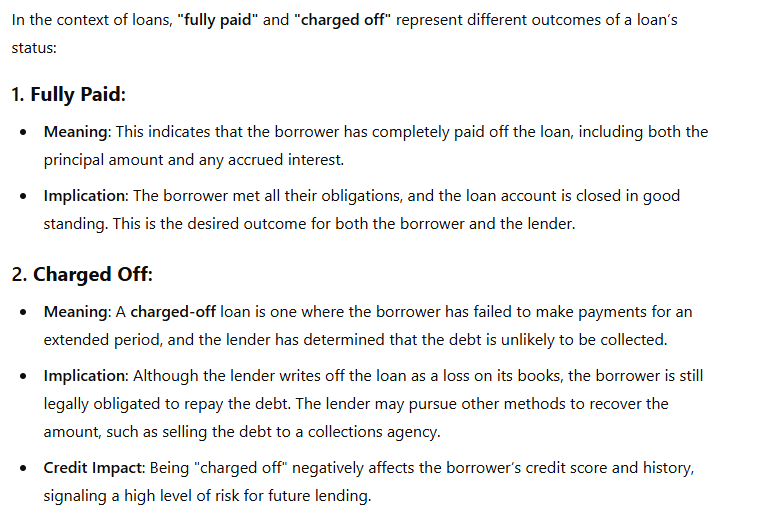 In the context of loans, "fully paid" and "charged off" represent different outcomes of a loan's
status:
1. Fully Paid:
• Meaning: This indicates that the borrower has completely paid off the loan, including both the
principal amount and any accrued interest.
• Implication: The borrower met all their obligations, and the loan account is closed in good
standing. This is the desired outcome for both the borrower and the lender.
2. Charged Off:
• Meaning: A charged-off loan is one where the borrower has failed to make payments for an
extended period, and the lender has determined that the debt is unlikely to be collected.
• Implication: Although the lender writes off the loan as a loss on its books, the borrower is still
legally obligated to repay the debt. The lender may pursue other methods to recover the
amount, such as selling the debt to a collections agency.
• Credit Impact: Being "charged off" negatively affects the borrower's credit score and history,
signaling a high level of risk for future lending.